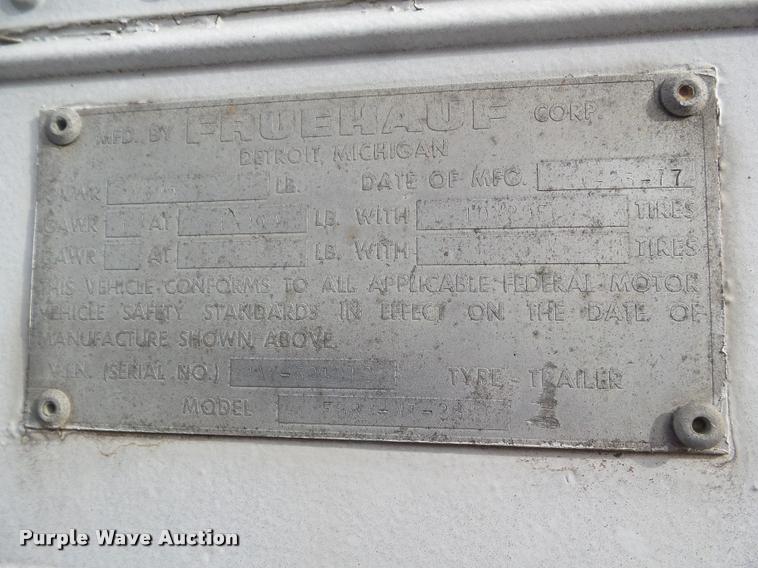 MFD. BY FRUEHAUF CORP.
DETROIT, MICHIGAN
GVWR LB. DATE OF MFG.
GAWR AT LB. WITH TIRES
GAWR AT LB. WITH TIRES
THIS VEHICLE CONFORMS TO ALL APPLICABLE FEDERAL MOTOR
VEHICLE SAFETY STANDARDS IN EFFECT ON THE DATE OF
MANUFACTURE SHOWN ABOVE.
V.I.N. (SERIAL NO.) TYPE - TRAILER
MODEL
Purple Wave Auction